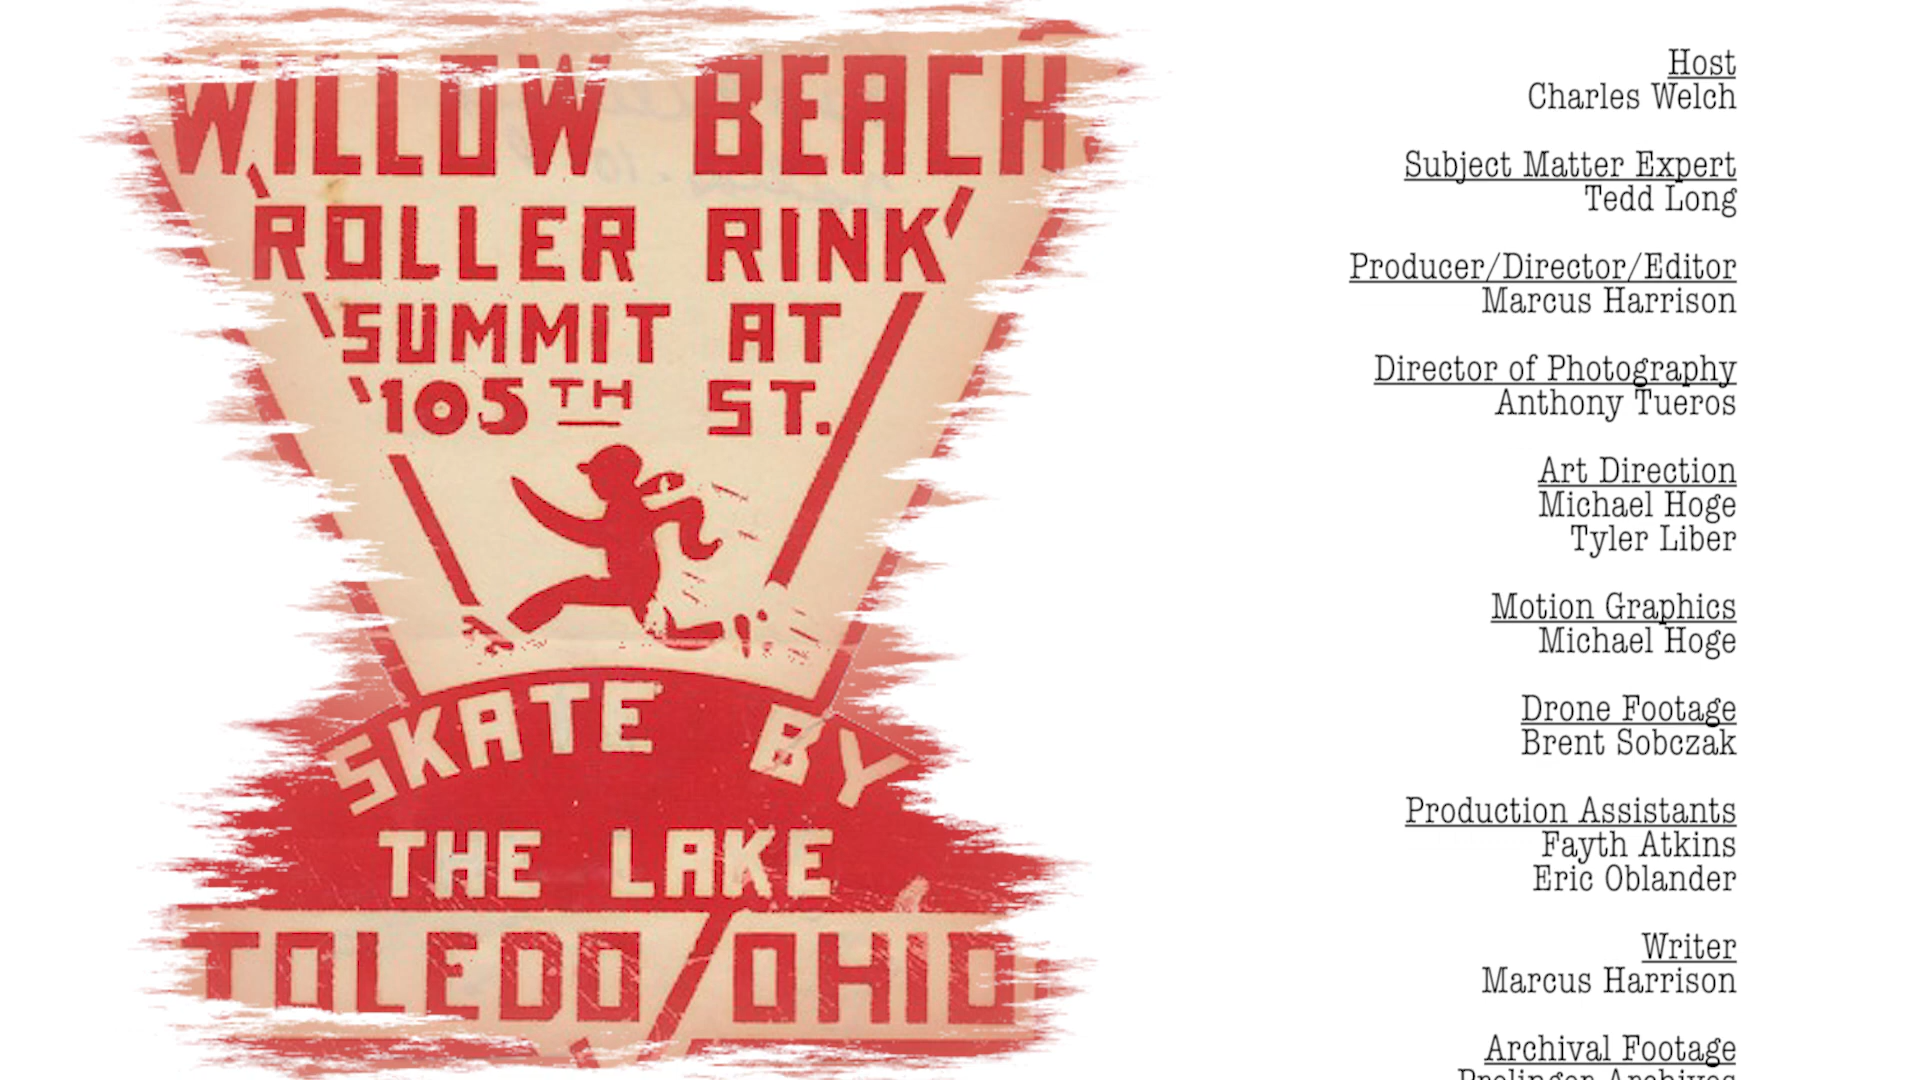 WILLOW BEACH
'ROLLER RINK'
SUMMIT AT
'105TH ST.
SKATE BY
THE LAKE
TOLEDO/OHIO
Host
Charles Welch
Subject Matter Expert
Tedd Long
Producer/Director/Editor
Marcus Harrison
Director of Photography
Anthony Tueros
Art Direction
Michael Hoge
Tyler Liber
Motion Graphics
Michael Hoge
Drone Footage
Brent Sobczak
Production Assistants
Fayth Atkins
Eric Oblander
Writer
Marcus Harrison
Archival Footage
Prelinger Archives